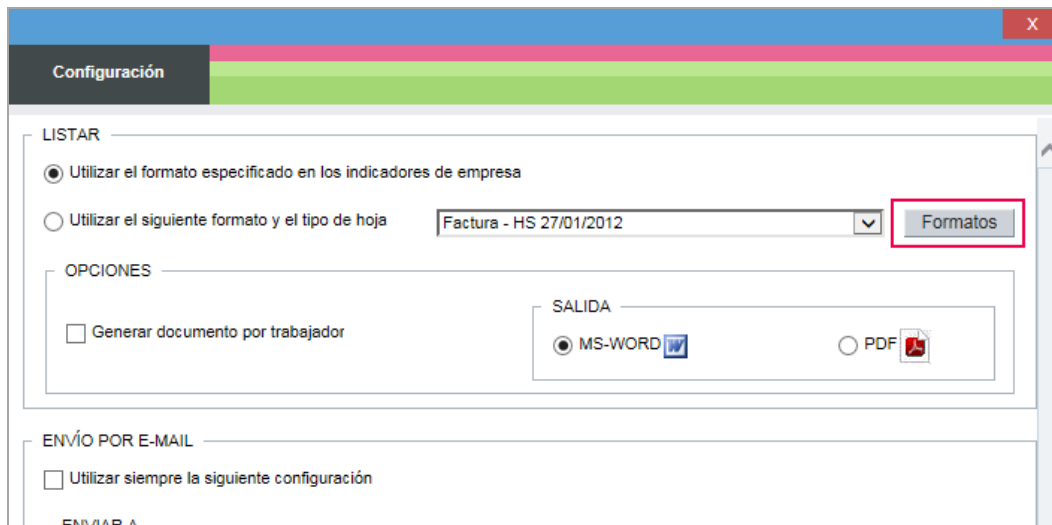 X
Configuración
LISTAR
Utilizar el formato especificado en los indicadores de empresa
Utilizar el siguiente formato y el tipo de hoja Factura - HS 27/01/2012 Formatos
OPCIONES
SALIDA
Generar documento por trabajador
MS-WORD W PDF
ENVÍO POR E-MAIL
Utilizar siempre la siguiente configuración
ENVIAR A